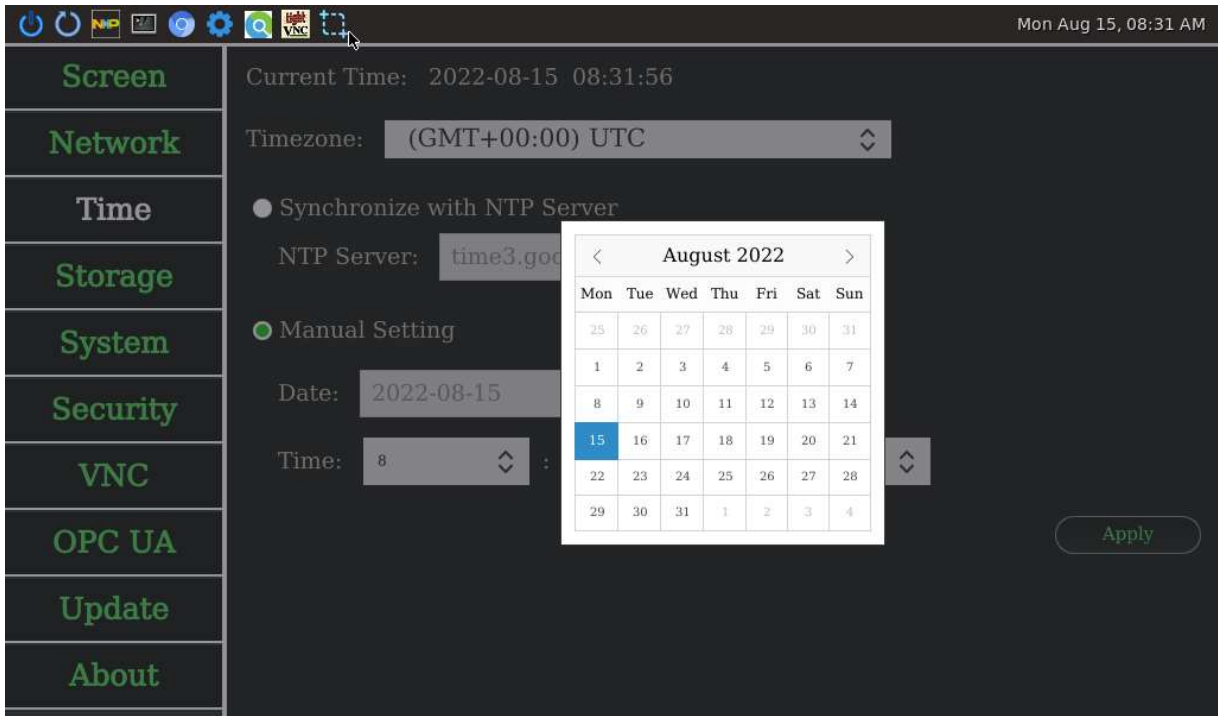 NXP tight VNC Mon Aug 15, 08:31 AM
Screen
Network
Time
Storage
System
Security
VNC
OPC UA
Update
About
Current Time: 2022-08-15 08:31:56
Timezone: (GMT+00:00) UTC
Synchronize with NTP Server
NTP Server: time3.goo
Manual Setting
Date: 2022-08-15
Time: 8 :
August 2022
Mon Tue Wed Thu Fri Sat Sun
25 26 27 28 29 30 31
1 2 3 4 5 6 7
8 9 10 11 12 13 14
15 16 17 18 19 20 21
22 23 24 25 26 27 28
29 30 31 1 2 3 4
Apply